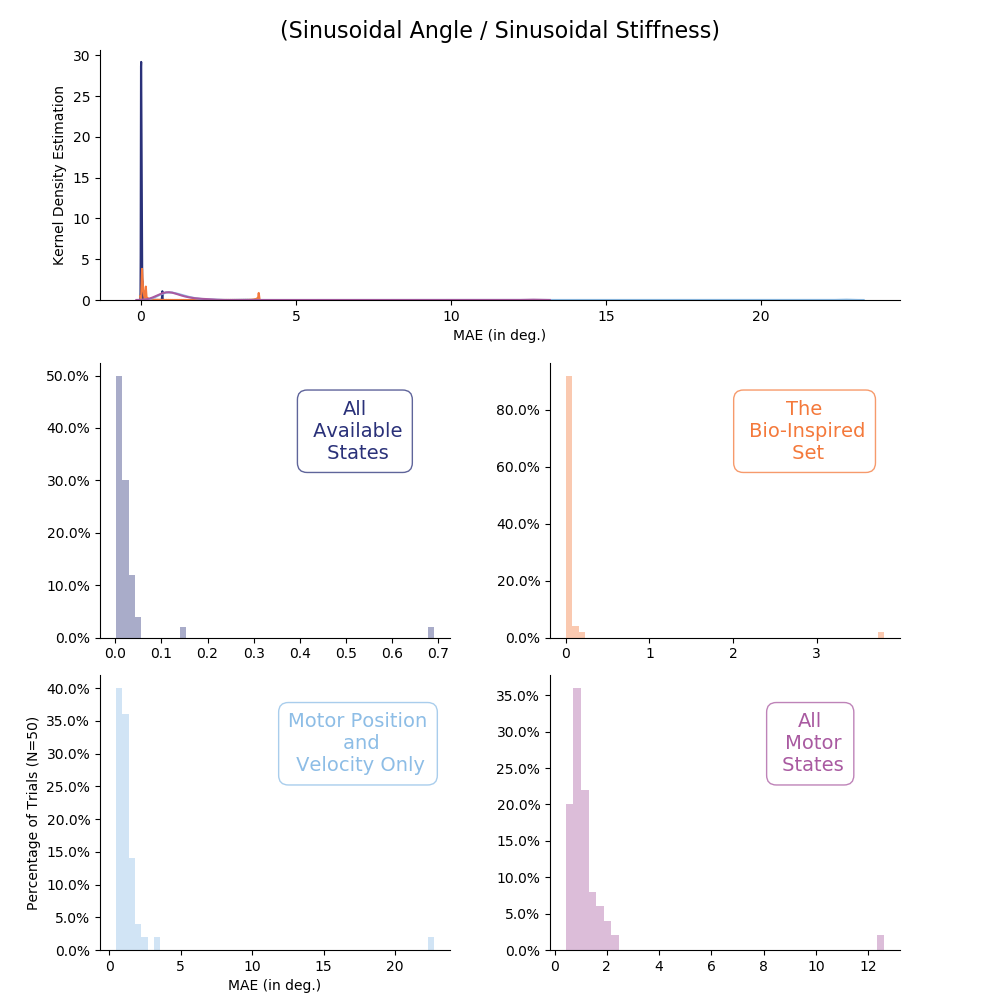 (Sinusoidal Angle / Sinusoidal Stiffness)
30
25
20
15
10
5
0
Kernel Density Estimation
0 5 10 15 20
MAE (in deg.)
50.0%
40.0%
30.0%
20.0%
10.0%
0.0%
All
Available
States
0.0 0.1 0.2 0.3 0.4 0.5 0.6 0.7
80.0%
60.0%
40.0%
20.0%
0.0%
The
Bio-Inspired
Set
0 1 2 3
40.0%
35.0%
30.0%
25.0%
20.0%
15.0%
10.0%
5.0%
0.0%
Percentage of Trials (N=50)
Motor Position
and
Velocity Only
0 5 10 15 20
MAE (in deg.)
35.0%
30.0%
25.0%
20.0%
15.0%
10.0%
5.0%
0.0%
All
Motor
States
0 2 4 6 8 10 12